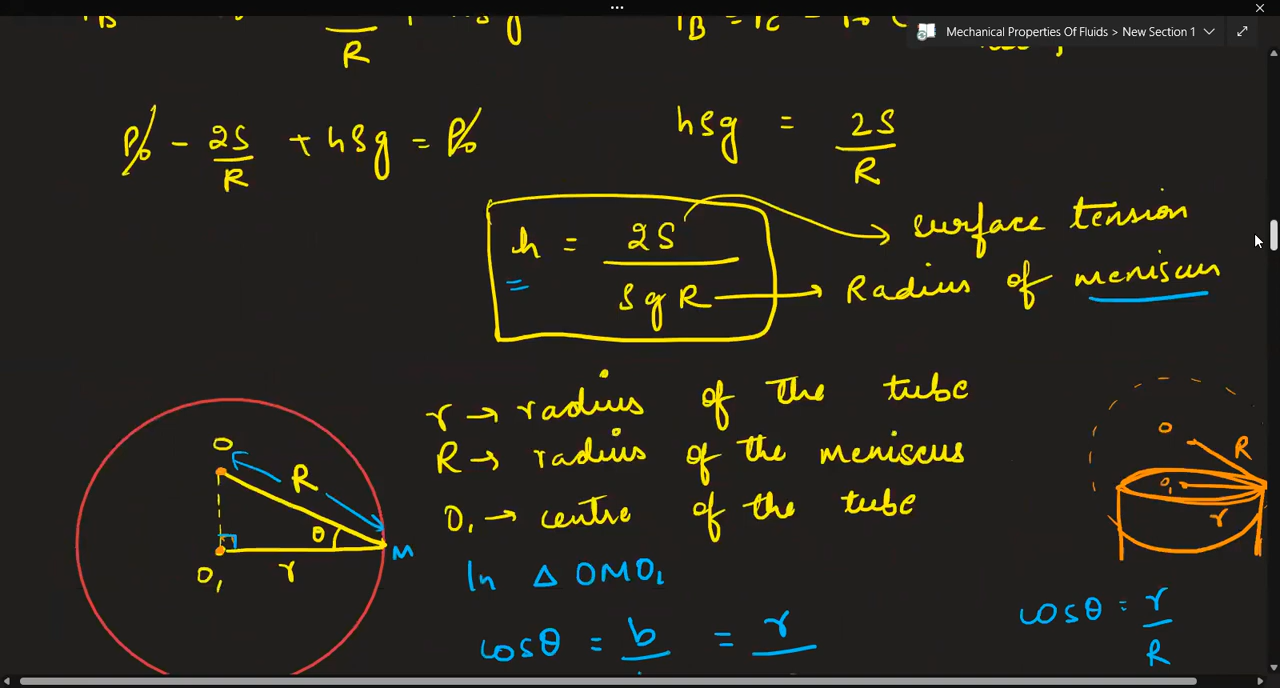 Mechanical Properties Of Fluids > New Section 1
R
P₀ - 2S/R + hSg = P₀
hSg = 2S/R
h = 2S/SgR
surface tension
Radius of meniscus
r → radius of the tube
R → radius of the meniscus
O₁ → centre of the tube
O
R
θ
M
O₁
r
O
R
O₁
r
In Δ OMO₁
cosθ = b = r
cosθ = r/R